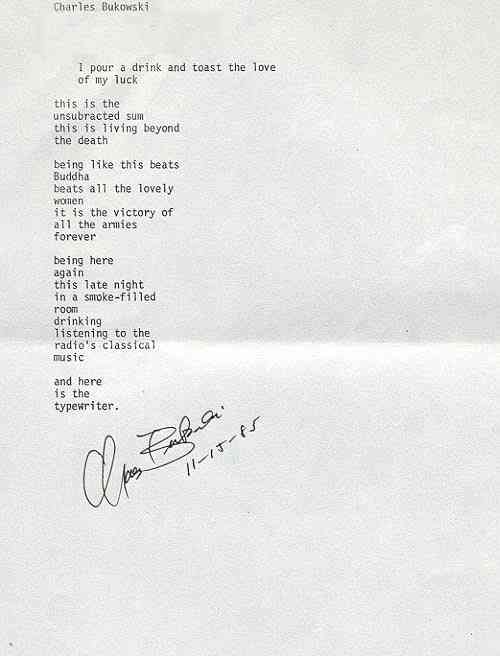 Charles Bukowski
I pour a drink and toast the love
of my luck
this is the
unsubracted sum
this is living beyond
the death
being like this beats
Buddha
beats all the lovely
women
it is the victory of
all the armies
forever
being here
again
this late night
in a smoke-filled
room
drinking
listening to the
radio's classical
music
and here
is the
typewriter.
Charles Bukowski
11-15-85